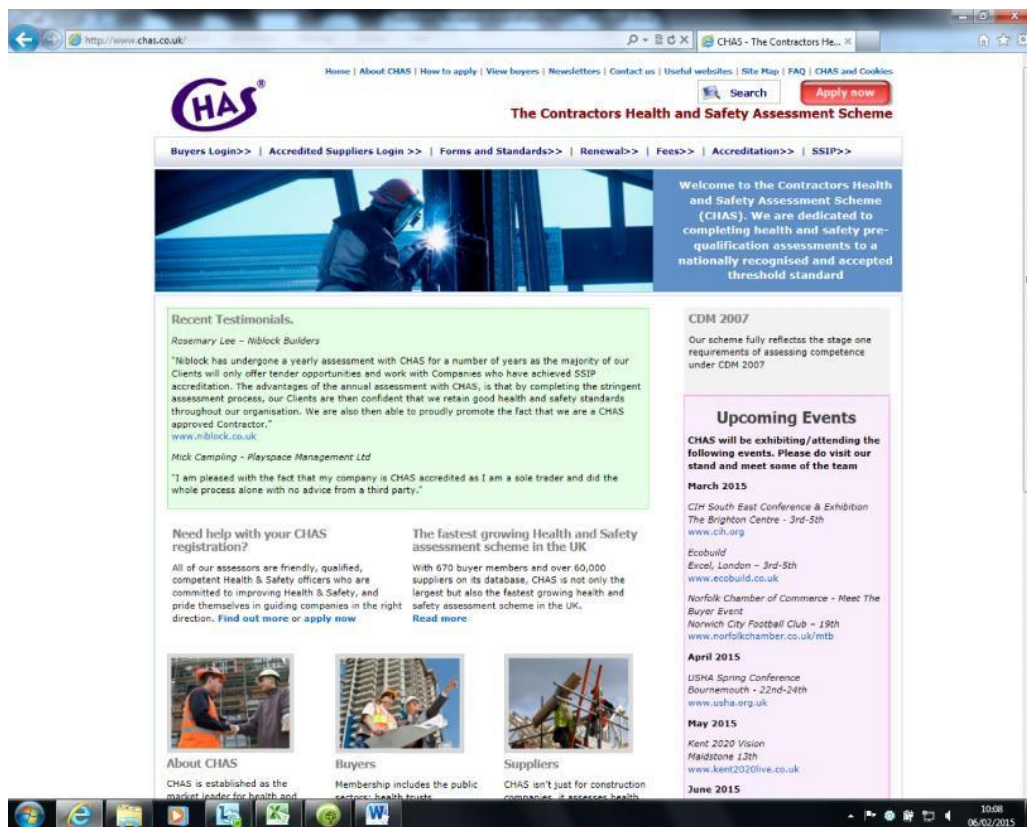 http://www.chas.co.uk/
CHAS - The Contractors He...
Home | About CHAS | How to apply | View buyers | Newsletters | Contact us | Useful websites | Site Map | FAQ | CHAS and Cookies
CHAS®
Search
Apply now
The Contractors Health and Safety Assessment Scheme
Buyers Login>> | Accredited Suppliers Login >> | Forms and Standards>> | Renewal>> | Fees>> | Accreditation>> | SSIP>>
Welcome to the Contractors Health
and Safety Assessment Scheme
(CHAS). We are dedicated to
completing health and safety pre-
qualification assessments to a
nationally recognised and accepted
threshold standard
Recent Testimonials.
Rosemary Lee – Niblock Builders
"Niblock has undergone a yearly assessment with CHAS for a number of years as the majority of our
Clients will only offer tender opportunities and work with Companies who have achieved SSIP
accreditation. The advantages of the annual assessment with CHAS, is that by completing the stringent
assessment process, our Clients are then confident that we retain good health and safety standards
throughout our organisation. We are also then able to proudly promote the fact that we are a CHAS
approved Contractor."
www.niblock.co.uk
Mick Campling - Playspace Management Ltd
"I am pleased with the fact that my company is CHAS accredited as I am a sole trader and did the
whole process alone with no advice from a third party."
Need help with your CHAS
registration?
All of our assessors are friendly, qualified,
competent Health & Safety officers who are
committed to improving Health & Safety, and
pride themselves in guiding companies in the right
direction. Find out more or apply now
The fastest growing Health and Safety
assessment scheme in the UK
With 670 buyer members and over 60,000
suppliers on its database, CHAS is not only the
largest but also the fastest growing health and
safety assessment scheme in the UK.
Read more
About CHAS
CHAS is established as the
market leader for health and
Buyers
Membership includes the public
sectors: health trusts
Suppliers
CHAS isn't just for construction
companies, it assesses health
CDM 2007
Our scheme fully reflectss the stage one
requirements of assessing competence
under CDM 2007
Upcoming Events
CHAS will be exhibiting/attending the
following events. Please do visit our
stand and meet some of the team
March 2015
CIH South East Conference & Exhibition
The Brighton Centre - 3rd-5th
www.cih.org
Ecobuild
Excel, London – 3rd-5th
www.ecobuild.co.uk
Norfolk Chamber of Commerce - Meet The
Buyer Event
Norwich City Football Club – 19th
www.norfolkchamber.co.uk/mtb
April 2015
USHA Spring Conference
Bournemouth - 22nd-24th
www.usha.org.uk
May 2015
Kent 2020 Vision
Maidstone 13th
www.kent2020live.co.uk
June 2015
10:08
06/02/2015